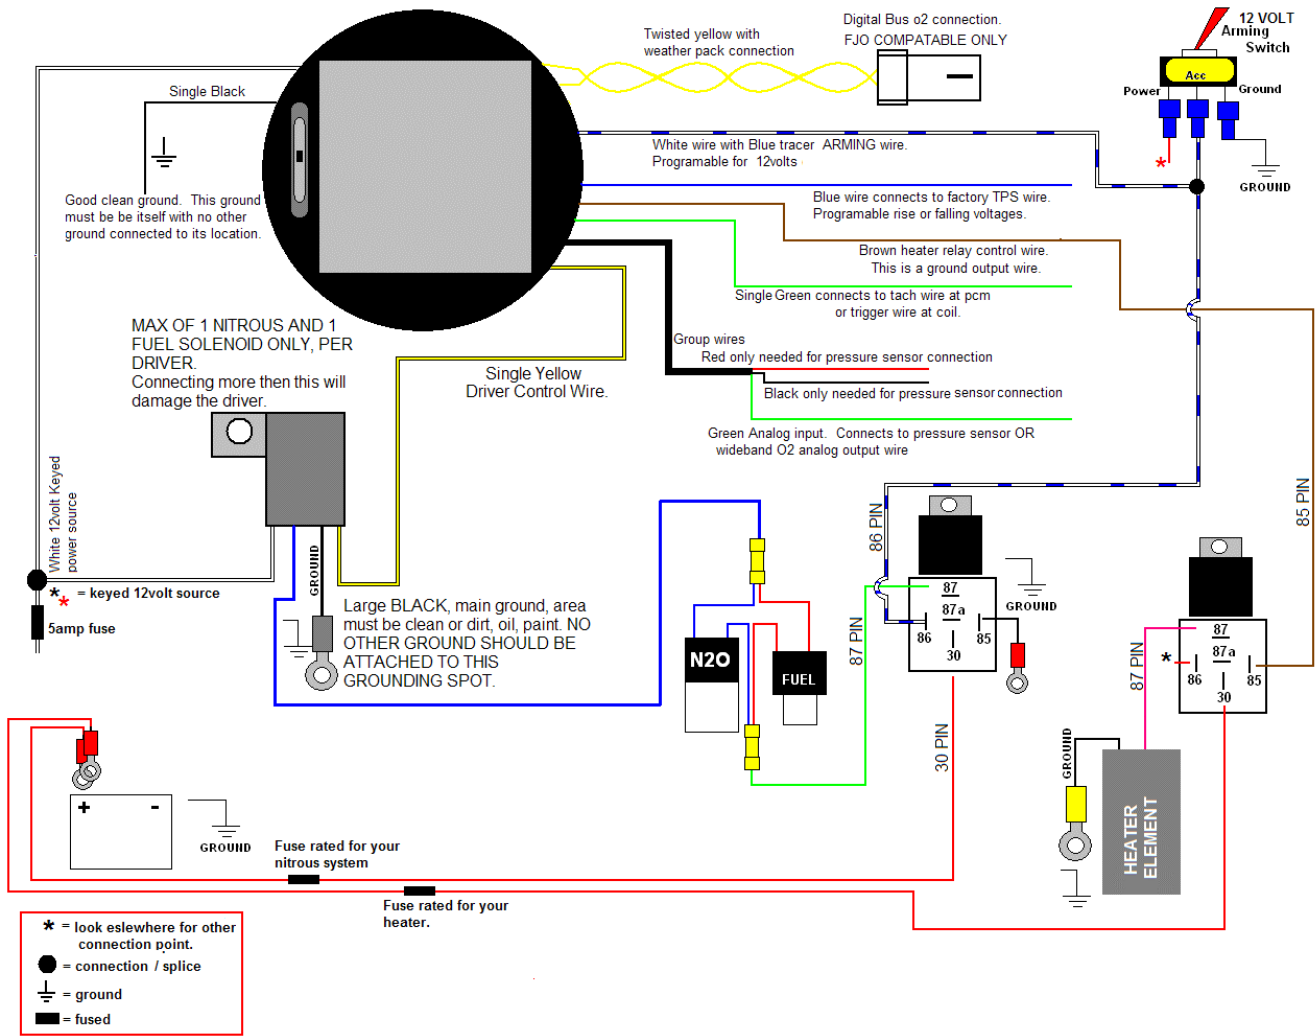 Digital Bus o2 connection.
FJO COMPATABLE ONLY
Twisted yellow with
weather pack connection
12 VOLT
Arming
Switch
Acc
Power
Ground
GROUND
Single Black
Good clean ground. This ground
must be be itself with no other
ground connected to its location.
White wire with Blue tracer ARMING wire.
Programable for 12volts
Blue wire connects to factory TPS wire.
Programable rise or falling voltages.
Brown heater relay control wire.
This is a ground output wire.
Single Green connects to tach wire at pcm
or trigger wire at coil.
Group wires
Red only needed for pressure sensor connection
Black only needed for pressure sensor connection
Green Analog input. Connects to pressure sensor OR
wideband O2 analog output wire
MAX OF 1 NITROUS AND 1
FUEL SOLENOID ONLY, PER
DRIVER.
Connecting more then this will
damage the driver.
Single Yellow
Driver Control Wire.
White 12volt Keyed
power source
* * = keyed 12volt source
5amp fuse
GROUND
Large BLACK, main ground, area
must be clean or dirt, oil, paint. NO
OTHER GROUND SHOULD BE
ATTACHED TO THIS
GROUNDING SPOT.
N2O
FUEL
86 PIN
87 PIN
30 PIN
87
87a
86
85
30
GROUND
85 PIN
87 PIN
87
87a
*
86
85
30
GROUND
HEATER
ELEMENT
+ -
GROUND
Fuse rated for your
nitrous system
Fuse rated for your
heater.
* = look eslewhere for other
connection point.
= connection / splice
= ground
= fused